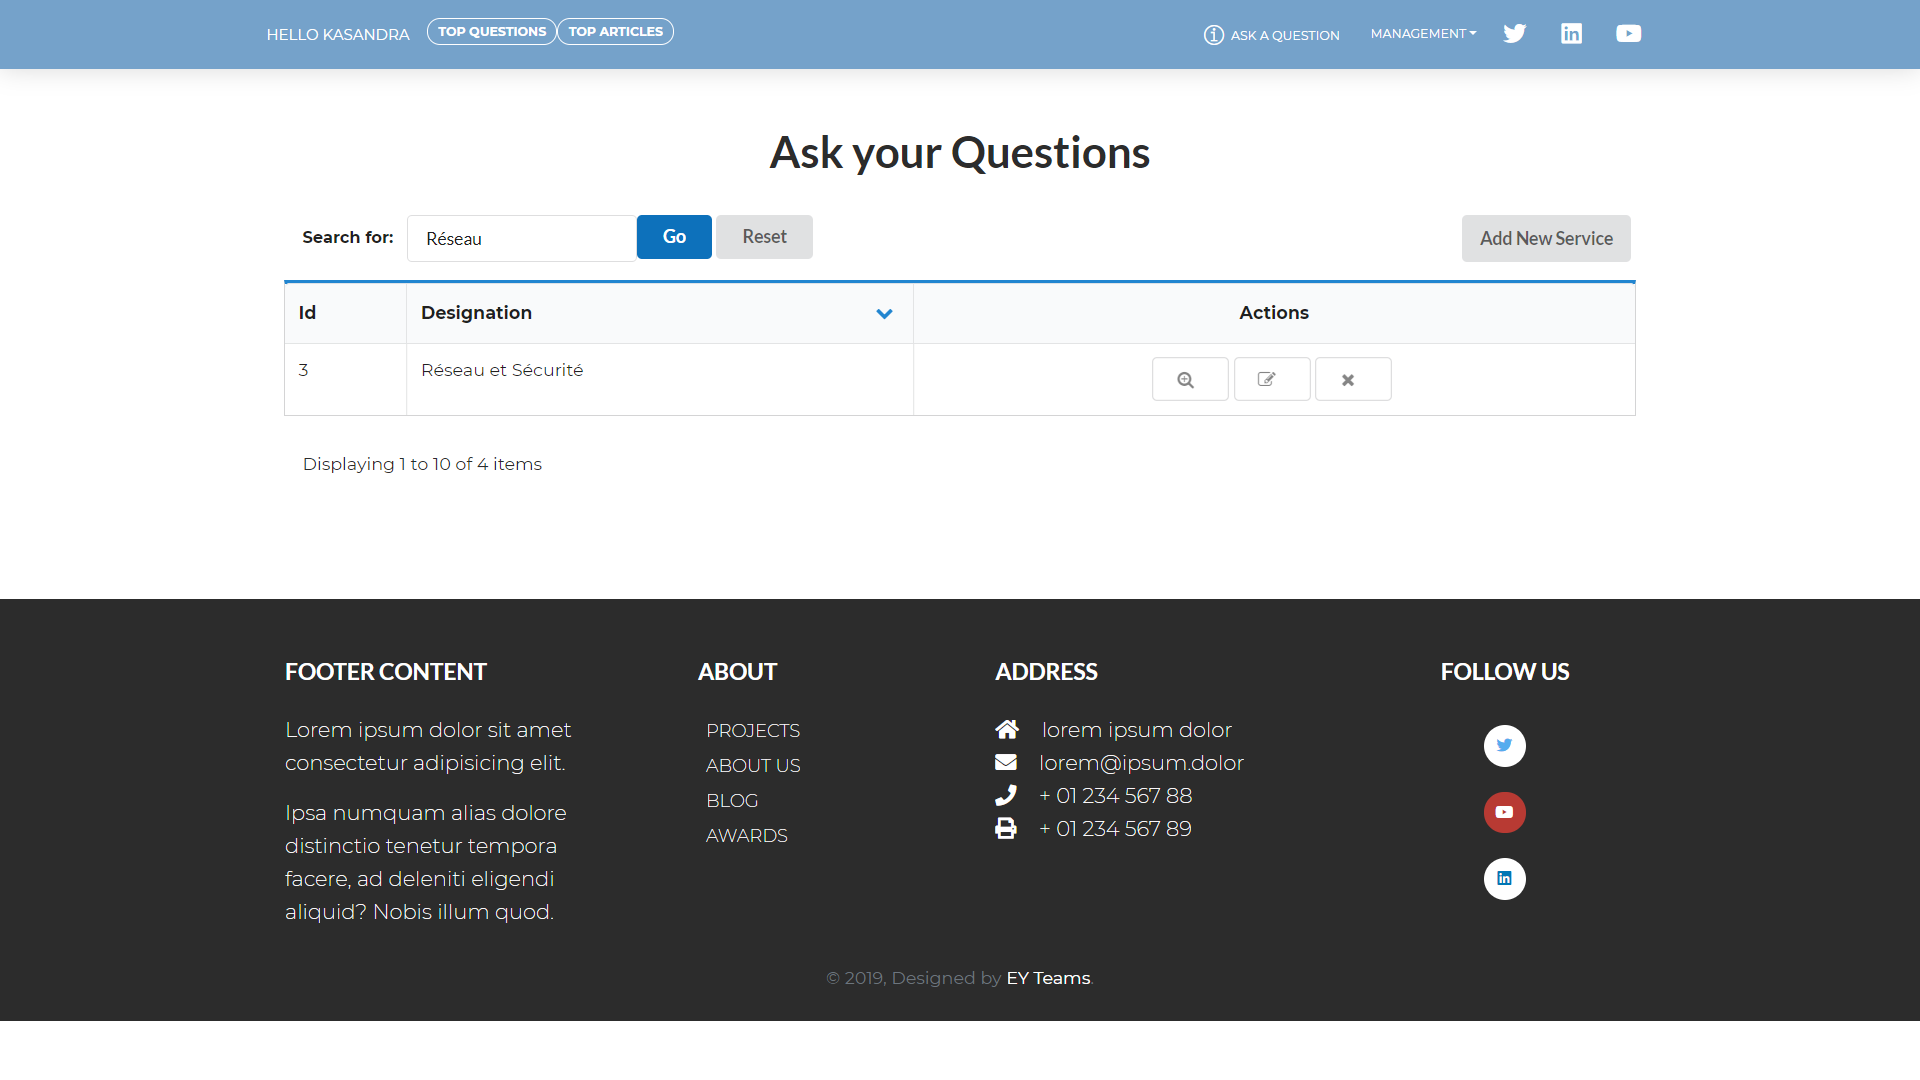 HELLO KASANDRA TOP QUESTIONS TOP ARTICLES ASK A QUESTION MANAGEMENT
Ask your Questions
Search for: Réseau Go Reset Add New Service
Id Designation Actions
3 Réseau et Sécurité
Displaying 1 to 10 of 4 items
FOOTER CONTENT
Lorem ipsum dolor sit amet
consectetur adipisicing elit.
Ipsa numquam alias dolore
distinctio tenetur tempora
facere, ad deleniti eligendi
aliquid? Nobis illum quod.
ABOUT
PROJECTS
ABOUT US
BLOG
AWARDS
ADDRESS
lorem ipsum dolor
lorem@ipsum.dolor
+ 01 234 567 88
+ 01 234 567 89
FOLLOW US
© 2019, Designed by EY Teams.